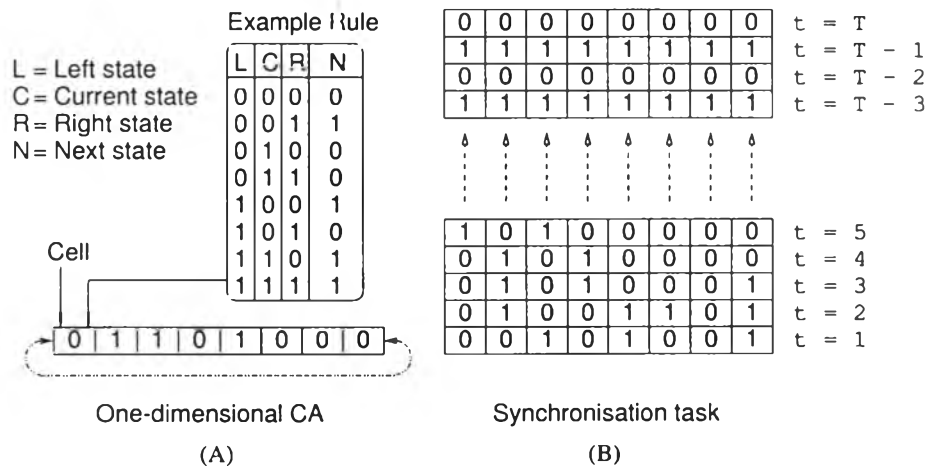 Example Rule
L C R N
L = Left state
C = Current state
R = Right state
N = Next state
0 0 0 0
0 0 1 1
0 1 0 0
0 1 1 0
1 0 0 1
1 0 1 0
1 1 0 1
1 1 1 1
Cell
0 1 1 0 1 0 0 0
One-dimensional CA
(A)
0 0 0 0 0 0 0 0 t = T
1 1 1 1 1 1 1 1 t = T - 1
0 0 0 0 0 0 0 0 t = T - 2
1 1 1 1 1 1 1 1 t = T - 3
1 0 1 0 0 0 0 0 t = 5
0 1 0 1 0 0 0 0 t = 4
0 1 0 1 0 0 0 1 t = 3
0 1 0 0 1 1 0 1 t = 2
0 0 1 0 1 0 0 1 t = 1
Synchronisation task
(B)